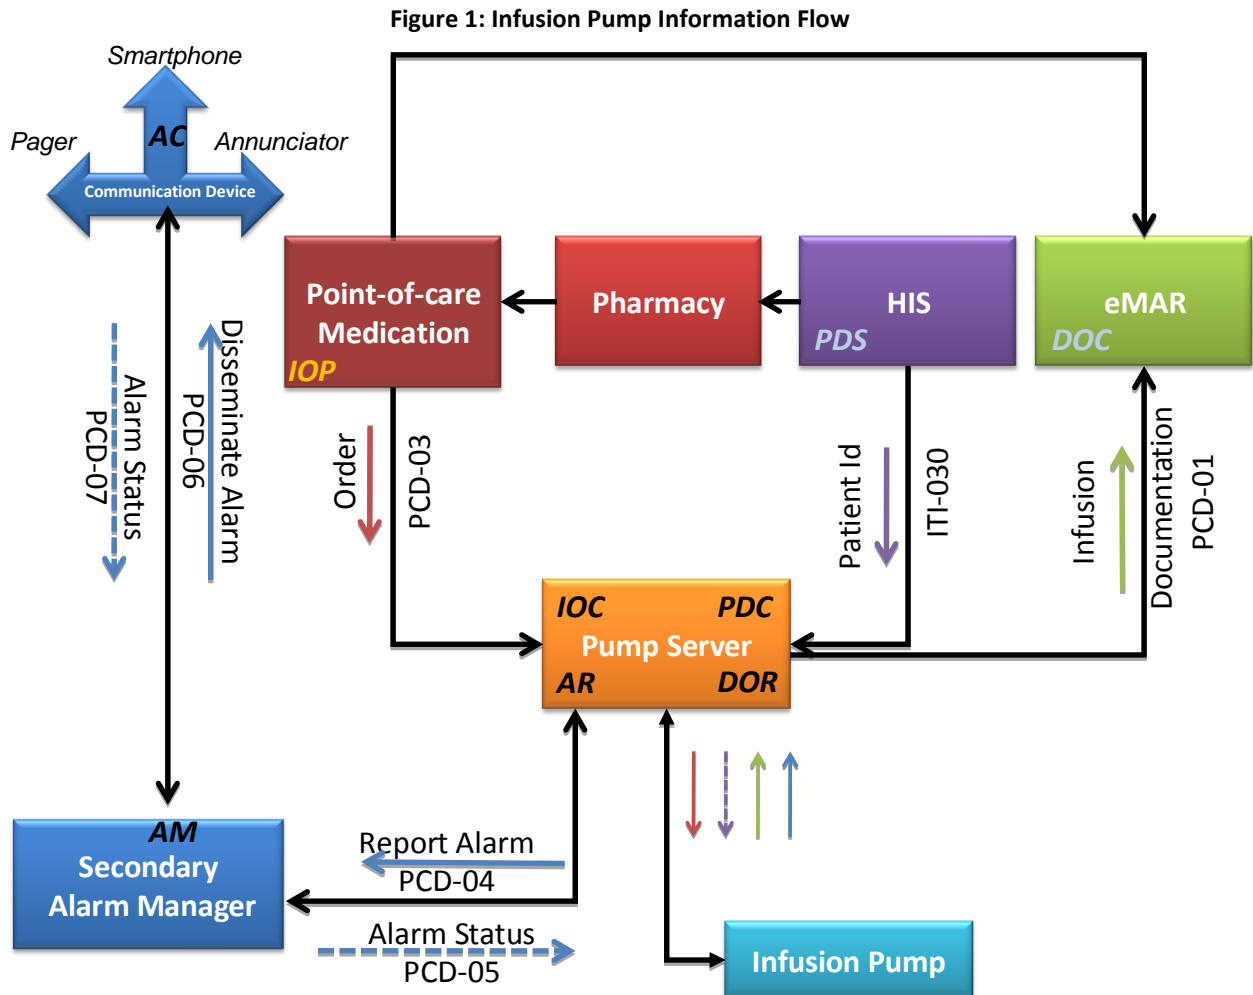 Figure 1: Infusion Pump Information Flow
Smartphone
Pager
AC
Annunciator
Communication Device
Point-of-care
Medication
IOP
Pharmacy
HIS
PDS
eMAR
DOC
Alarm Status
PCD-07
PCD-06
Disseminate Alarm
Order
PCD-03
Patient Id
ITI-030
Infusion
Documentation
PCD-01
IOC
PDC
Pump Server
AR
DOR
AM
Secondary
Alarm Manager
Report Alarm
PCD-04
Alarm Status
PCD-05
Infusion Pump